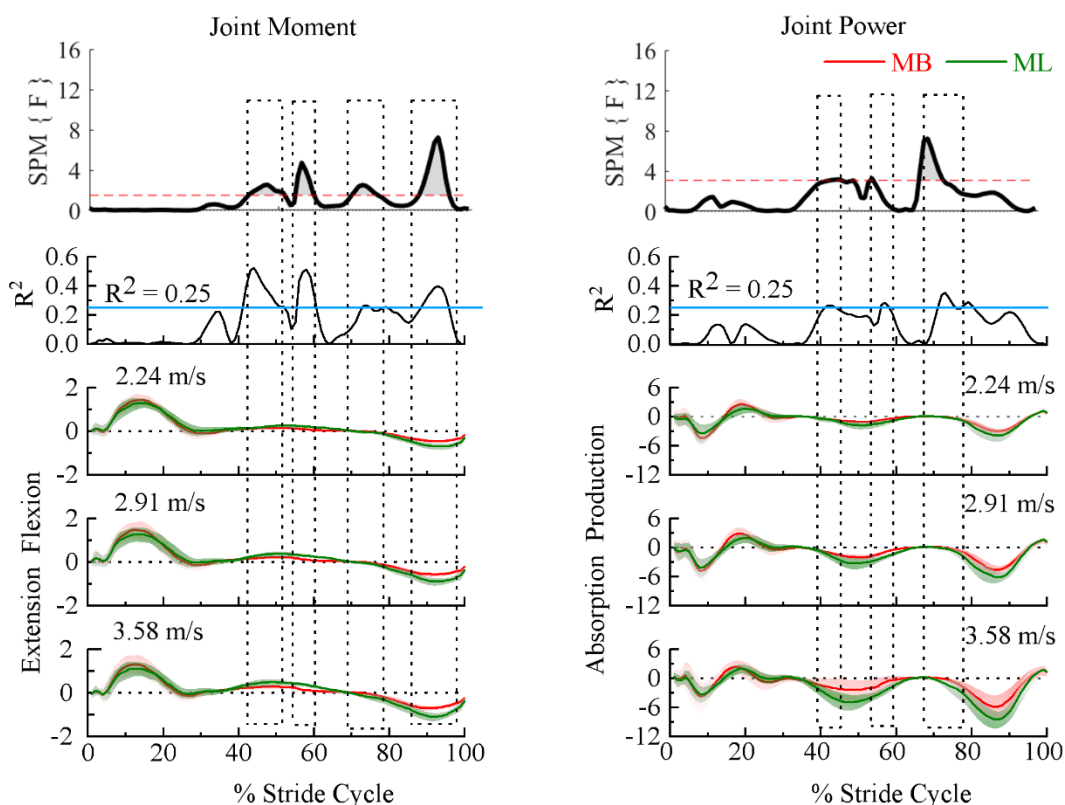 Joint Moment
16
12
8
4
0
SPM { F }
0.6
0.4
0.2
0.0
R2
R2 = 0.25
2.24 m/s
2
0
-2
2.91 m/s
2
0
-2
3.58 m/s
2
0
-2
Extension Flexion
0 20 40 60 80 100
% Stride Cycle
Joint Power
MB ML
16
12
8
4
0
SPM { F }
0.6
0.4
0.2
0.0
R2
R2 = 0.25
2.24 m/s
6
0
-6
-12
2.91 m/s
6
0
-6
-12
3.58 m/s
6
0
-6
-12
Absorption Production
0 20 40 60 80 100
% Stride Cycle